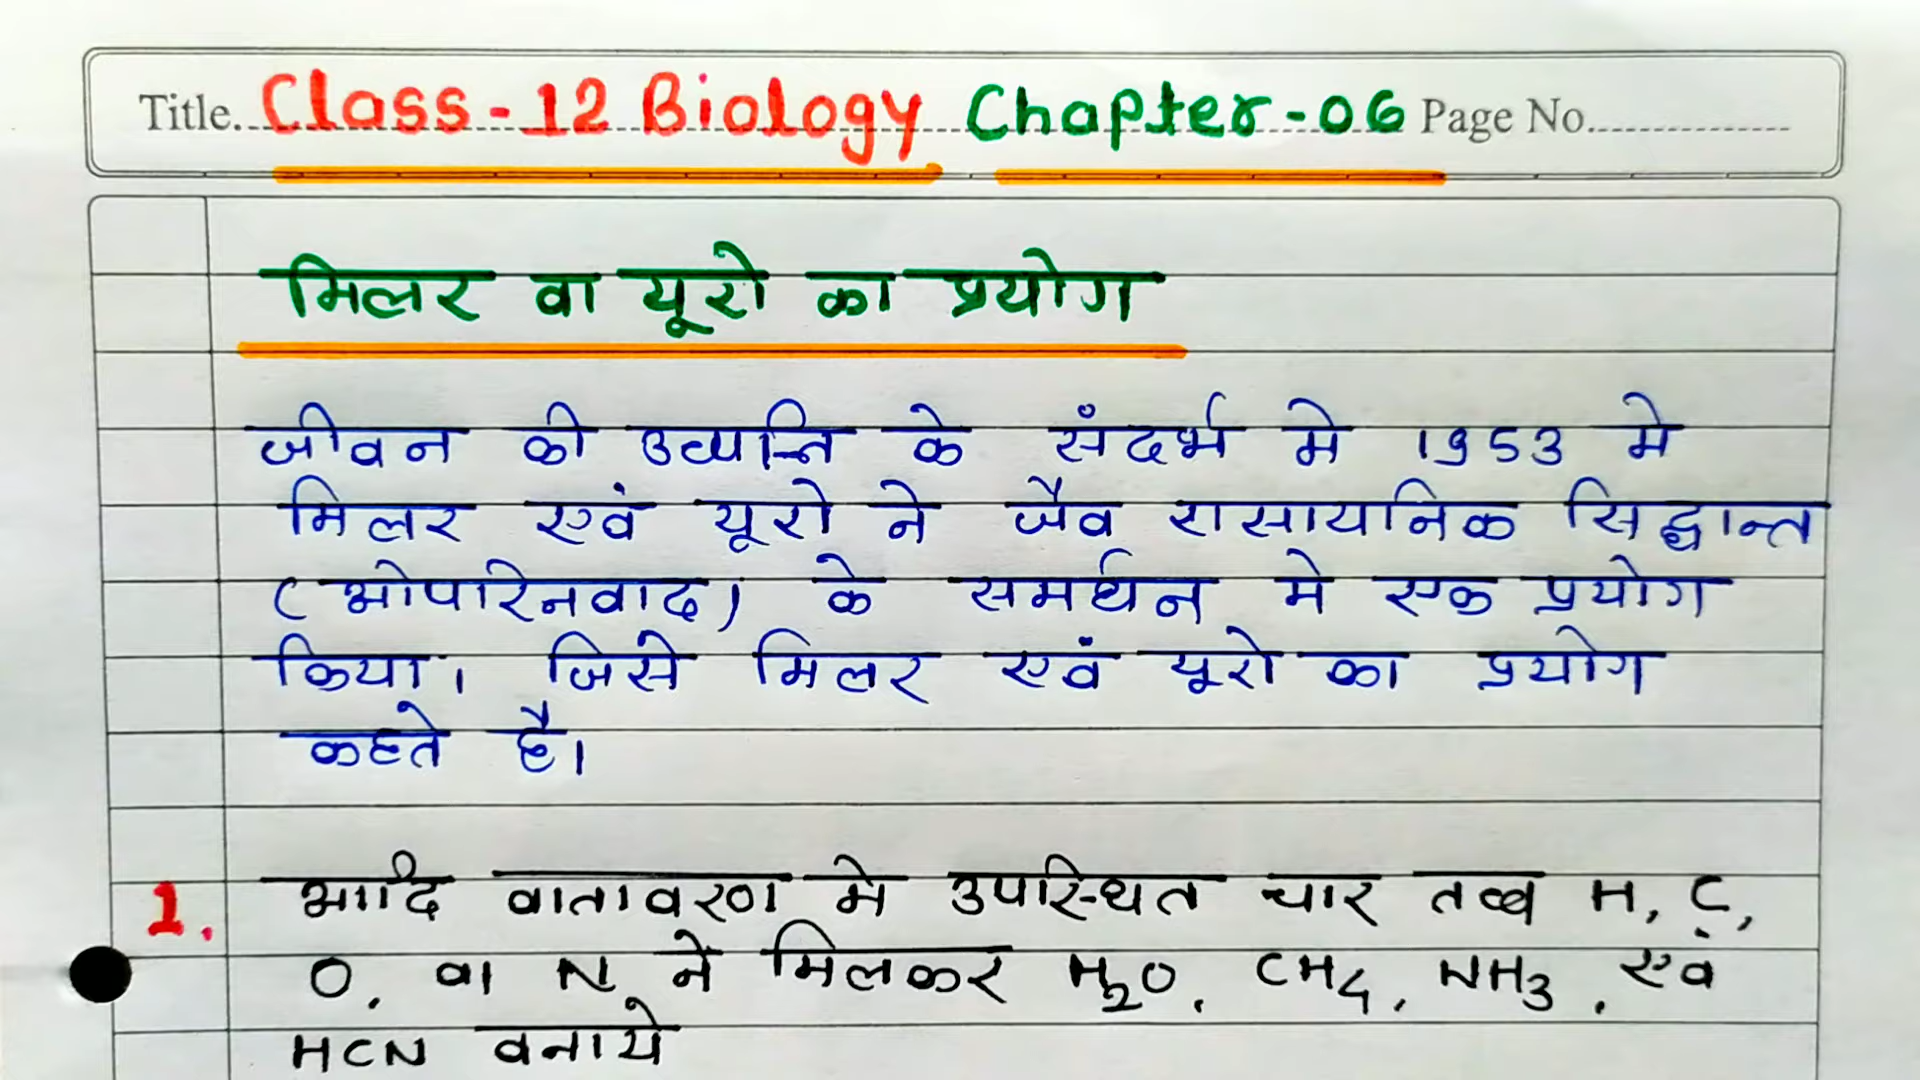 Title. Class-12 Biology Chapter-06 Page No.
मिलर वा यूरो का प्रयोग
जीवन की उत्पत्ति के संदर्भ मे 1953 मे
मिलर एवं यूरो ने जैव रासायनिक सिद्धान्त
(ओपारिनवाद) के समर्थन मे एक प्रयोग
किया। जिसे मिलर एवं यूरो का प्रयोग
कहते है।
1. आदि वातावरण मे उपस्थित चार तत्व H, C,
O, वा N, ने मिलकर H₂O, CH₄, NH₃, एवं
HCN बनाये